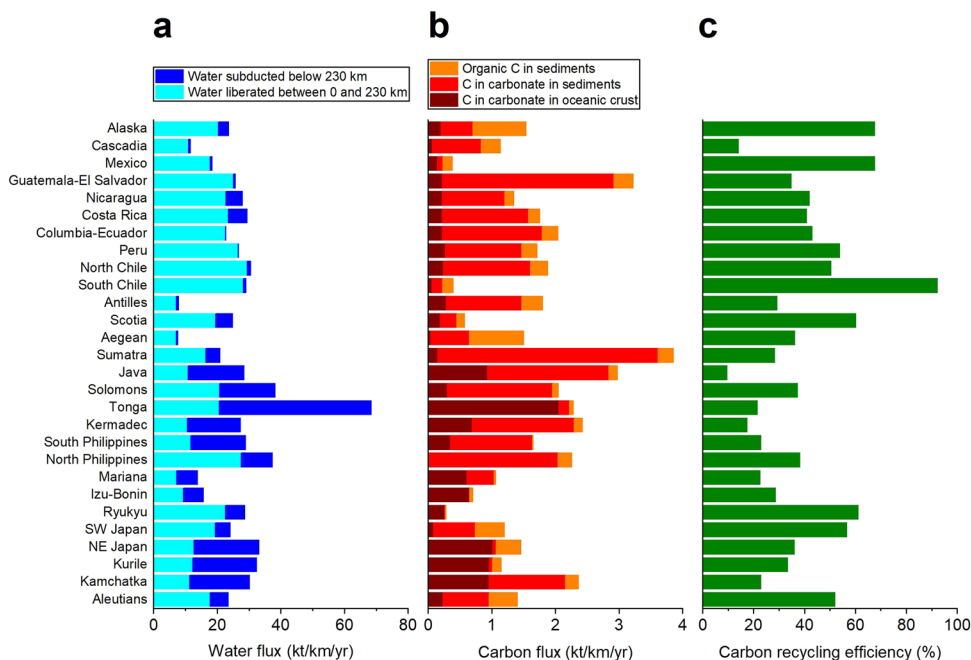 a
b
c
Water subducted below 230 km
Water liberated between 0 and 230 km
Organic C in sediments
C in carbonate in sediments
C in carbonate in oceanic crust
Alaska
Cascadia
Mexico
Guatemala-El Salvador
Nicaragua
Costa Rica
Columbia-Ecuador
Peru
North Chile
South Chile
Antilles
Scotia
Aegean
Sumatra
Java
Solomons
Tonga
Kermadec
South Philippines
North Philippines
Mariana
Izu-Bonin
Ryukyu
SW Japan
NE Japan
Kurile
Kamchatka
Aleutians
0 20 40 60 80
0 1 2 3 4
0 20 40 60 80 100
Water flux (kt/km/yr)
Carbon flux (kt/km/yr)
Carbon recycling efficiency (%)